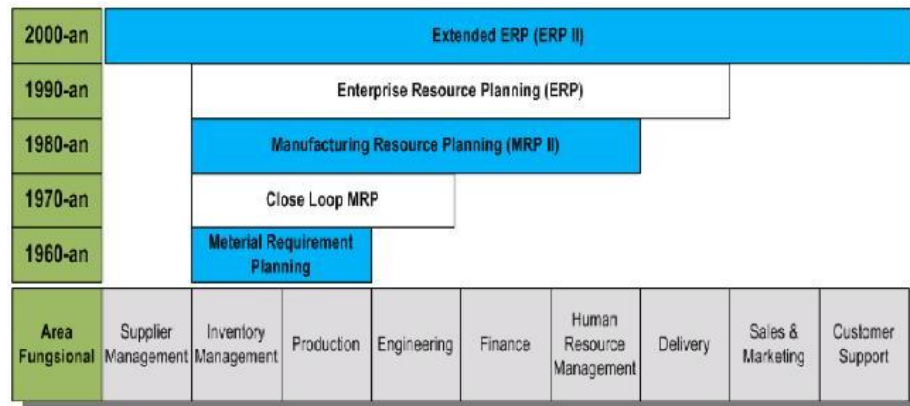 2000-an
Extended ERP (ERP II)
1990-an
Enterprise Resource Planning (ERP)
1980-an
Manufacturing Resource Planning (MRP II)
1970-an
Close Loop MRP
1960-an
Meterial Requirement
Planning
Area
Fungsional
Supplier
Management
Inventory
Management
Production
Engineering
Finance
Human
Resource
Management
Delivery
Sales &
Marketing
Customer
Support